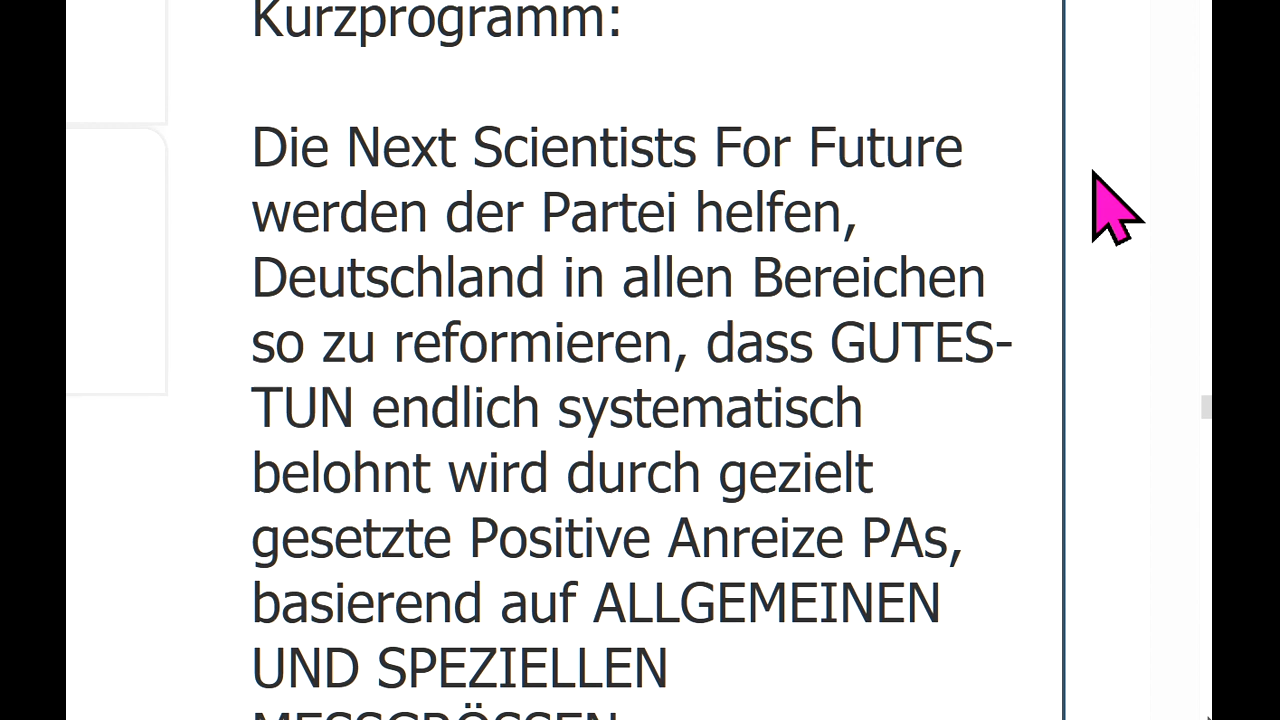 Kurzprogramm:
Die Next Scientists For Future
werden der Partei helfen,
Deutschland in allen Bereichen
so zu reformieren, dass GUTES-
TUN endlich systematisch
belohnt wird durch gezielt
gesetzte Positive Anreize PAs,
basierend auf ALLGEMEINEN
UND SPEZIELLEN
MESSGRÖSSEN